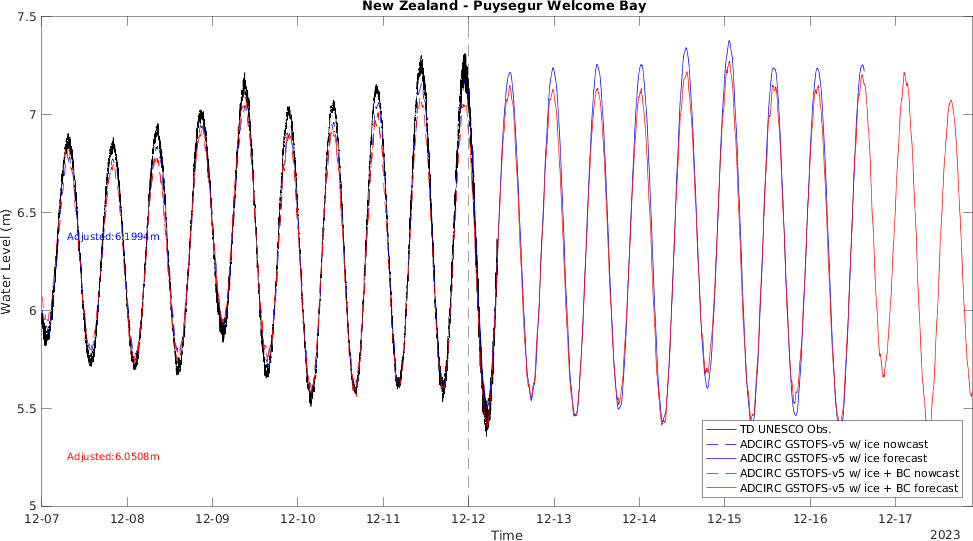 New Zealand - Puysegur Welcome Bay
Water Level (m)
7.5
7
6.5
6
5.5
5
Adjusted:6.1994m
Adjusted:6.0508m
TD UNESCO Obs.
ADCIRC GSTOFS-v5 w/ ice nowcast
ADCIRC GSTOFS-v5 w/ ice forecast
ADCIRC GSTOFS-v5 w/ ice + BC nowcast
ADCIRC GSTOFS-v5 w/ ice + BC forecast
12-07 12-08 12-09 12-10 12-11 12-12 12-13 12-14 12-15 12-16 12-17
Time
2023